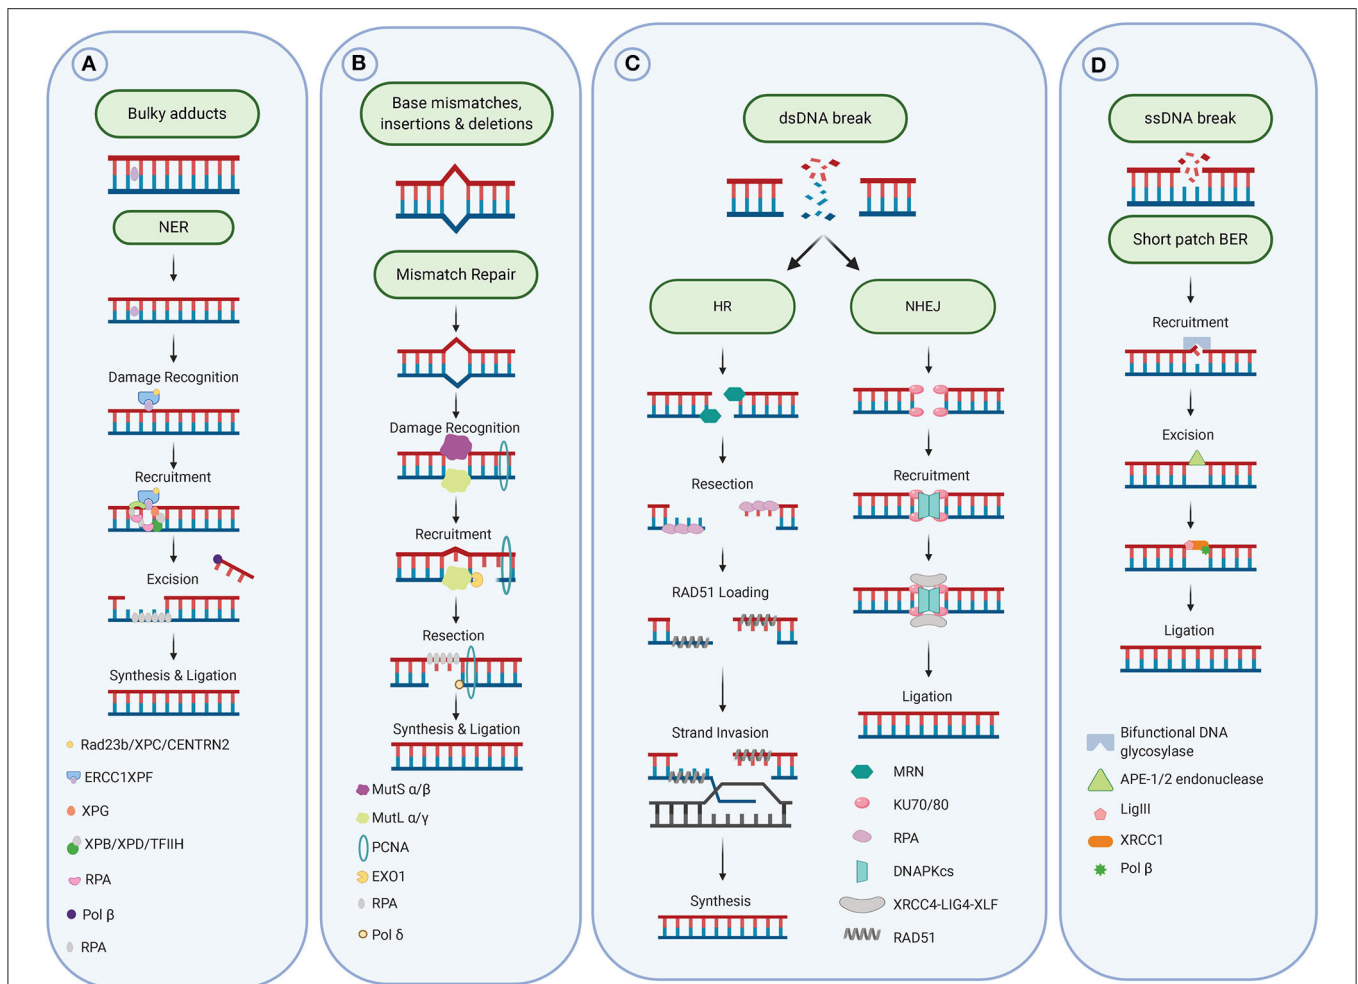 A
Bulky adducts
NER
Damage Recognition
Recruitment
Excision
Synthesis & Ligation
Rad23b/XPC/CENTRN2
ERCC1XPF
XPG
XPB/XPD/TFIIH
RPA
Pol β
RPA
B
Base mismatches,
insertions & deletions
Mismatch Repair
Damage Recognition
Recruitment
Resection
Synthesis & Ligation
MutS α/β
MutL α/γ
PCNA
EXO1
RPA
Pol δ
C
dsDNA break
HR
Resection
RAD51 Loading
Strand Invasion
Synthesis
NHEJ
Recruitment
Ligation
MRN
KU70/80
RPA
DNAPKcs
XRCC4-LIG4-XLF
RAD51
D
ssDNA break
Short patch BER
Recruitment
Excision
Ligation
Bifunctional DNA
glycosylase
APE-1/2 endonuclease
LigIII
XRCC1
Pol β